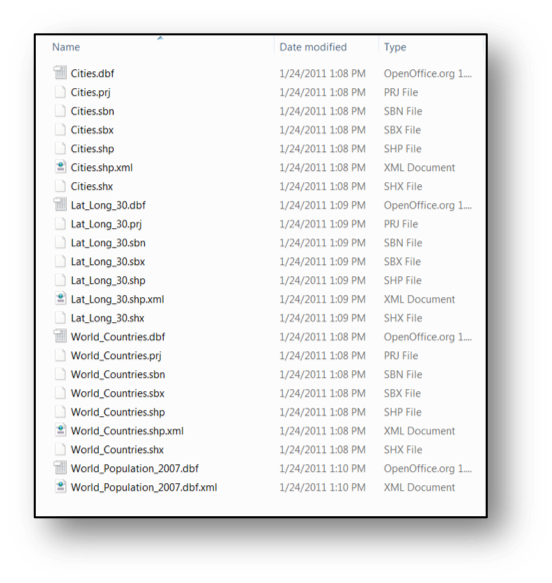 Name Date modified Type
Cities.dbf 1/24/2011 1:08 PM OpenOffice.org 1....
Cities.prj 1/24/2011 1:08 PM PRJ File
Cities.sbn 1/24/2011 1:08 PM SBN File
Cities.sbx 1/24/2011 1:08 PM SBX File
Cities.shp 1/24/2011 1:08 PM SHP File
Cities.shp.xml 1/24/2011 1:08 PM XML Document
Cities.shx 1/24/2011 1:08 PM SHX File
Lat_Long_30.dbf 1/24/2011 1:09 PM OpenOffice.org 1....
Lat_Long_30.prj 1/24/2011 1:09 PM PRJ File
Lat_Long_30.sbn 1/24/2011 1:09 PM SBN File
Lat_Long_30.sbx 1/24/2011 1:09 PM SBX File
Lat_Long_30.shp 1/24/2011 1:09 PM SHP File
Lat_Long_30.shp.xml 1/24/2011 1:09 PM XML Document
Lat_Long_30.shx 1/24/2011 1:09 PM SHX File
World_Countries.dbf 1/24/2011 1:08 PM OpenOffice.org 1....
World_Countries.prj 1/24/2011 1:08 PM PRJ File
World_Countries.sbn 1/24/2011 1:08 PM SBN File
World_Countries.sbx 1/24/2011 1:08 PM SBX File
World_Countries.shp 1/24/2011 1:08 PM SHP File
World_Countries.shp.xml 1/24/2011 1:08 PM XML Document
World_Countries.shx 1/24/2011 1:08 PM SHX File
World_Population_2007.dbf 1/24/2011 1:10 PM OpenOffice.org 1....
World_Population_2007.dbf.xml 1/24/2011 1:10 PM XML Document